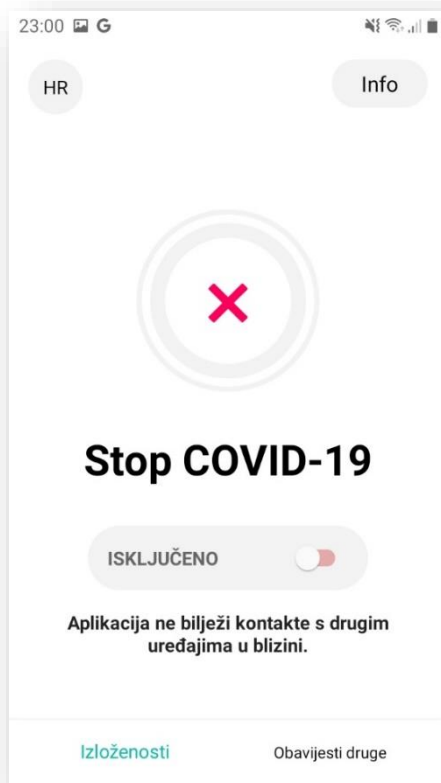 23:00 G
HR
Info
Stop COVID-19
ISKLJUČENO
Aplikacija ne bilježi kontakte s drugim
uređajima u blizini.
Izloženosti
Obavijesti druge